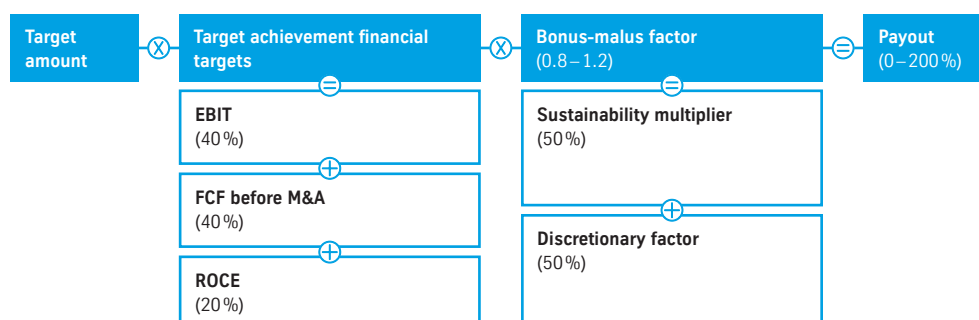 Target
amount
Target achievement financial
targets
Bonus-malus factor
(0.8 – 1.2)
Payout
(0 – 200 %)
EBIT
(40 %)
FCF before M&A
(40 %)
ROCE
(20 %)
Sustainability multiplier
(50 %)
Discretionary factor
(50 %)